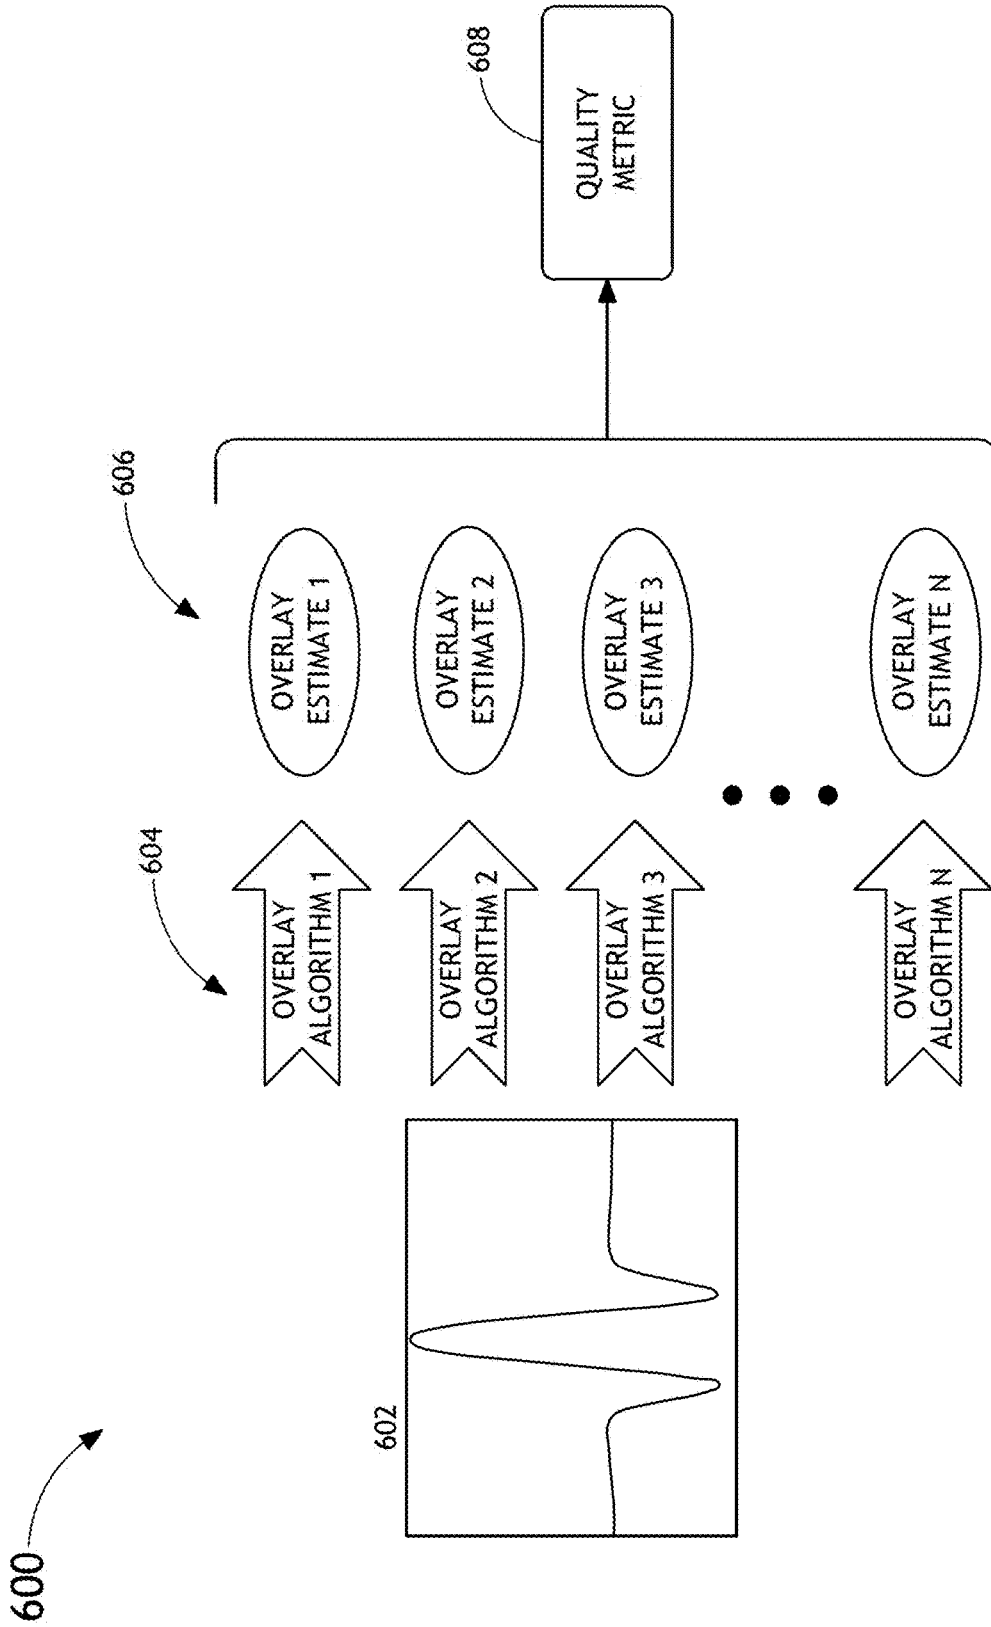 600
602
604
OVERLAY
ALGORITHM 1
OVERLAY
ALGORITHM 2
OVERLAY
ALGORITHM 3
OVERLAY
ALGORITHM N
606
OVERLAY
ESTIMATE 1
OVERLAY
ESTIMATE 2
OVERLAY
ESTIMATE 3
OVERLAY
ESTIMATE N
608
QUALITY
METRIC